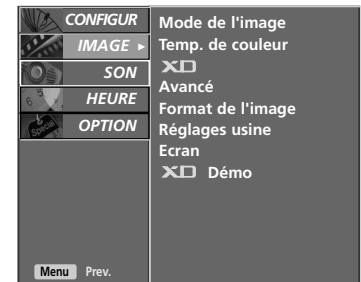 CONFIGUR
IMAGE ►
SON
HEURE
OPTION
Mode de l'image
Temp. de couleur
XD
Avancé
Format de l'image
Réglages usine
Ecran
XD Démo
Special
Menu Prev.